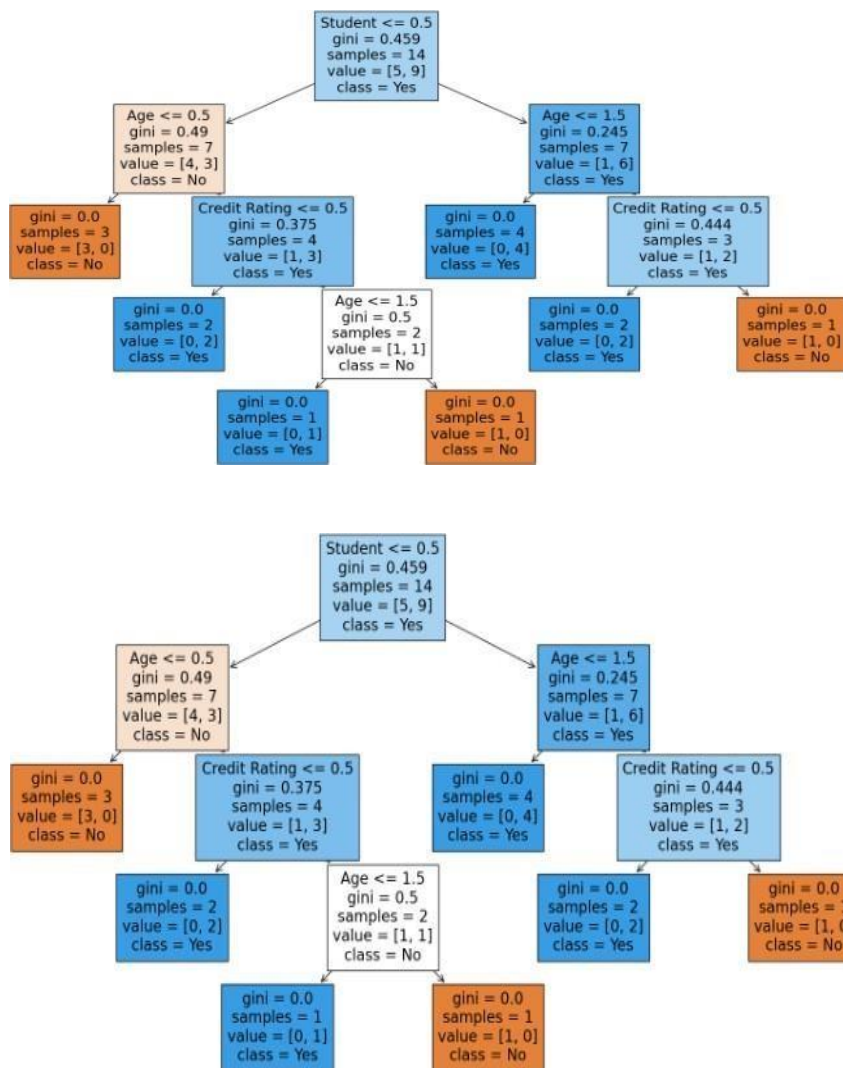 Student <= 0.5
gini = 0.459
samples = 14
value = [5, 9]
class = Yes
Age <= 0.5
gini = 0.49
samples = 7
value = [4, 3]
class = No
Age <= 1.5
gini = 0.245
samples = 7
value = [1, 6]
class = Yes
gini = 0.0
samples = 3
value = [3, 0]
class = No
Credit Rating <= 0.5
gini = 0.375
samples = 4
value = [1, 3]
class = Yes
gini = 0.0
samples = 4
value = [0, 4]
class = Yes
Credit Rating <= 0.5
gini = 0.444
samples = 3
value = [1, 2]
class = Yes
gini = 0.0
samples = 2
value = [0, 2]
class = Yes
Age <= 1.5
gini = 0.5
samples = 2
value = [1, 1]
class = No
gini = 0.0
samples = 2
value = [0, 2]
class = Yes
gini = 0.0
samples = 1
value = [1, 0]
class = No
gini = 0.0
samples = 1
value = [0, 1]
class = Yes
gini = 0.0
samples = 1
value = [1, 0]
class = No
Student <= 0.5
gini = 0.459
samples = 14
value = [5, 9]
class = Yes
Age <= 0.5
gini = 0.49
samples = 7
value = [4, 3]
class = No
Age <= 1.5
gini = 0.245
samples = 7
value = [1, 6]
class = Yes
gini = 0.0
samples = 3
value = [3, 0]
class = No
Credit Rating <= 0.5
gini = 0.375
samples = 4
value = [1, 3]
class = Yes
gini = 0.0
samples = 4
value = [0, 4]
class = Yes
Credit Rating <= 0.5
gini = 0.444
samples = 3
value = [1, 2]
class = Yes
gini = 0.0
samples = 2
value = [0, 2]
class = Yes
Age <= 1.5
gini = 0.5
samples = 2
value = [1, 1]
class = No
gini = 0.0
samples = 2
value = [0, 2]
class = Yes
gini = 0.0
samples =
value = [1,
class = No
gini = 0.0
samples = 1
value = [0, 1]
class = Yes
gini = 0.0
samples = 1
value = [1, 0]
class = No